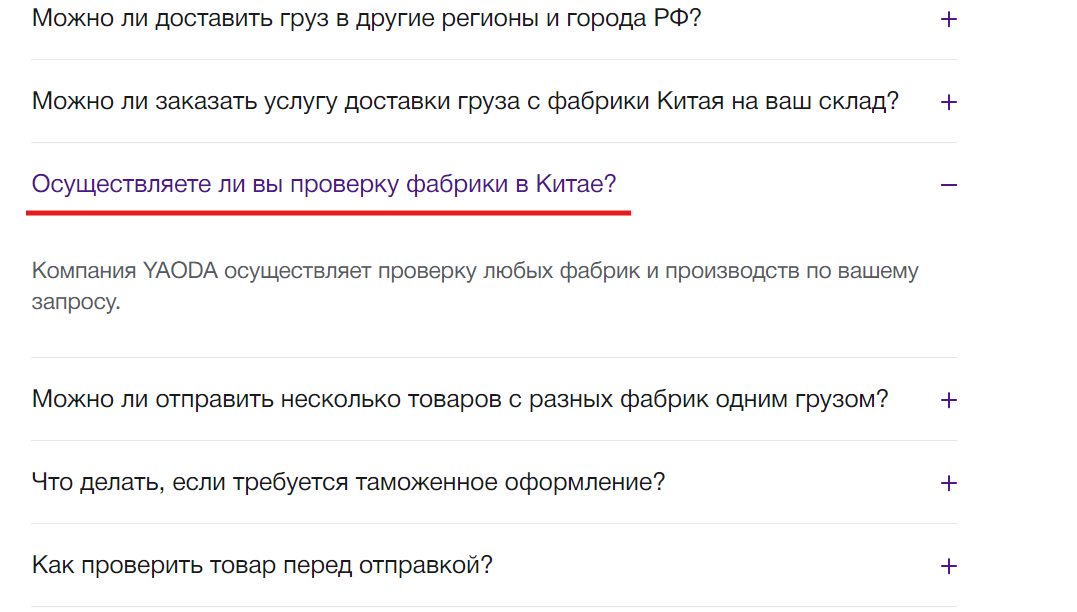 Можно ли доставить груз в другие регионы и города РФ?
Можно ли заказать услугу доставки груза с фабрики Китая на ваш склад?
Осуществляете ли вы проверку фабрики в Китае?
Компания YAODA осуществляет проверку любых фабрик и производств по вашему
запросу.
Можно ли отправить несколько товаров с разных фабрик одним грузом?
Что делать, если требуется таможенное оформление?
Как проверить товар перед отправкой?